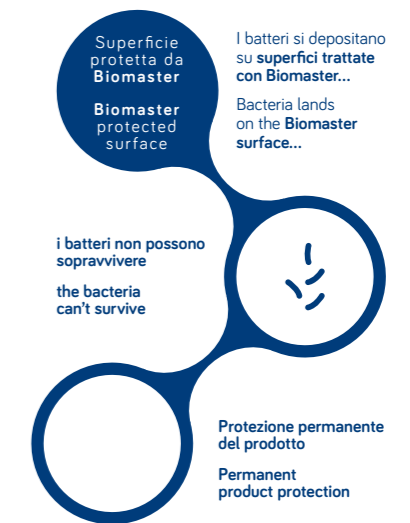 Superficie
protetta da
Biomaster
Biomaster
protected
surface
I batteri si depositano
su superfici trattate
con Biomaster...
Bacteria lands
on the Biomaster
surface...
i batteri non possono
sopravvivere
the bacteria
can't survive
Protezione permanente
del prodotto
Permanent
product protection